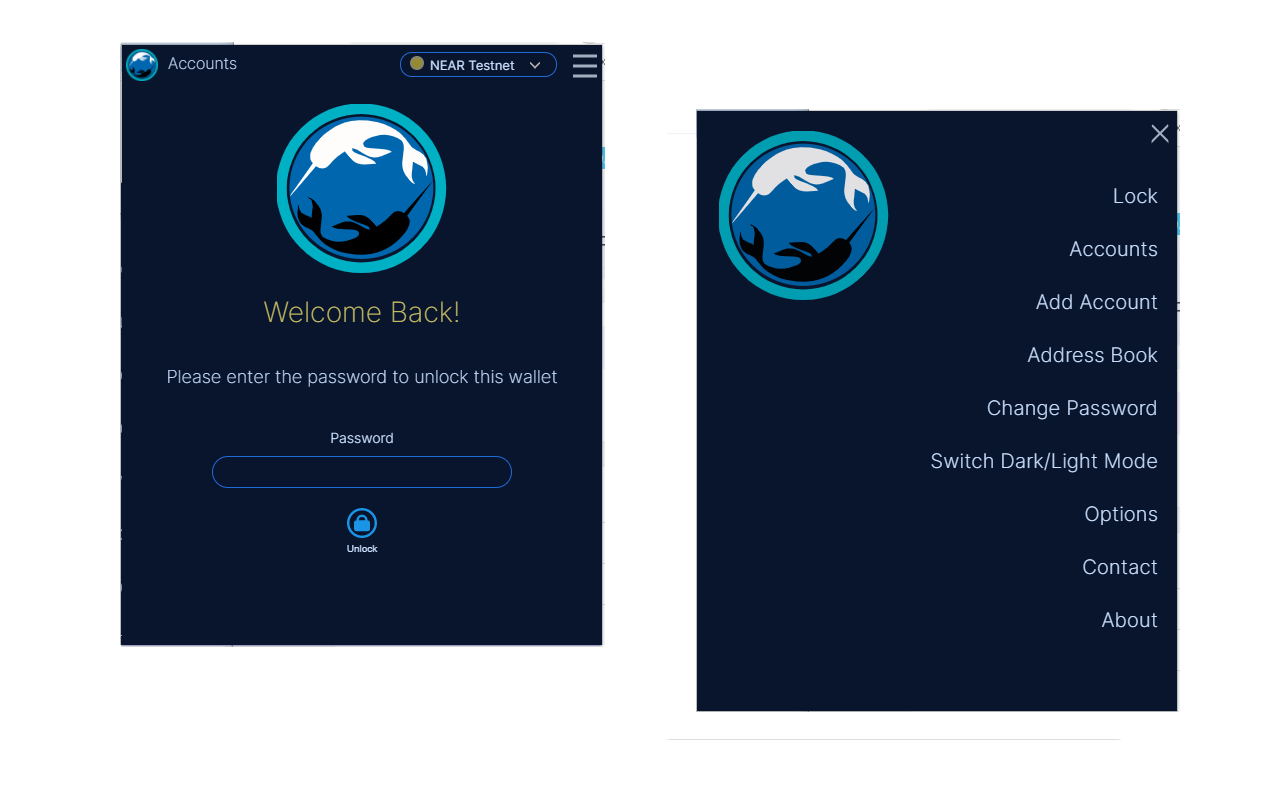 Accounts
NEAR Testnet
Welcome Back!
Please enter the password to unlock this wallet
Password
Unlock
Lock
Accounts
Add Account
Address Book
Change Password
Switch Dark/Light Mode
Options
Contact
About